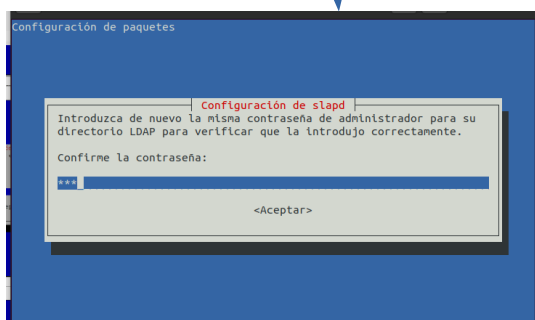 Configuración de paquetes
Configuración de slapd
Introduzca de nuevo la misma contraseña de administrador para su
directorio LDAP para verificar que la introdujo correctamente.
Confirme la contraseña:
***_
<Aceptar>